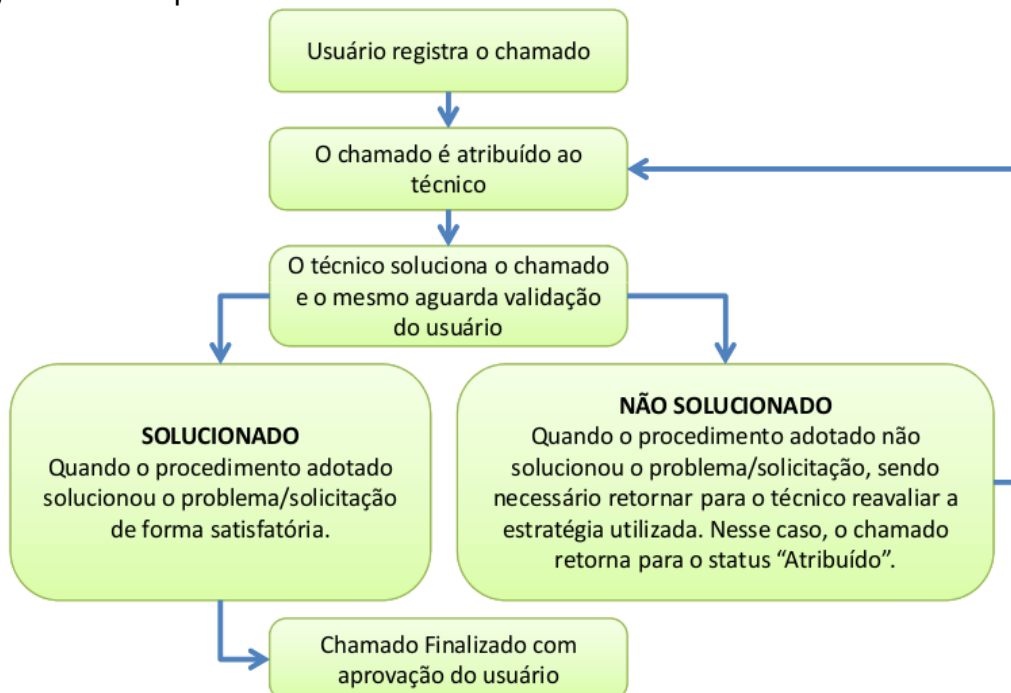 Usuário registra o chamado
O chamado é atribuído ao
técnico
O técnico soluciona o chamado
e o mesmo aguarda validação
do usuário
SOLUCIONADO
Quando o procedimento adotado
solucionou o problema/solicitação
de forma satisfatória.
NÃO SOLUCIONADO
Quando o procedimento adotado não
solucionou o problema/solicitação, sendo
necessário retornar para o técnico reavaliar a
estratégia utilizada. Nesse caso, o chamado
retorna para o status “Atribuído”.
Chamado Finalizado com
aprovação do usuário